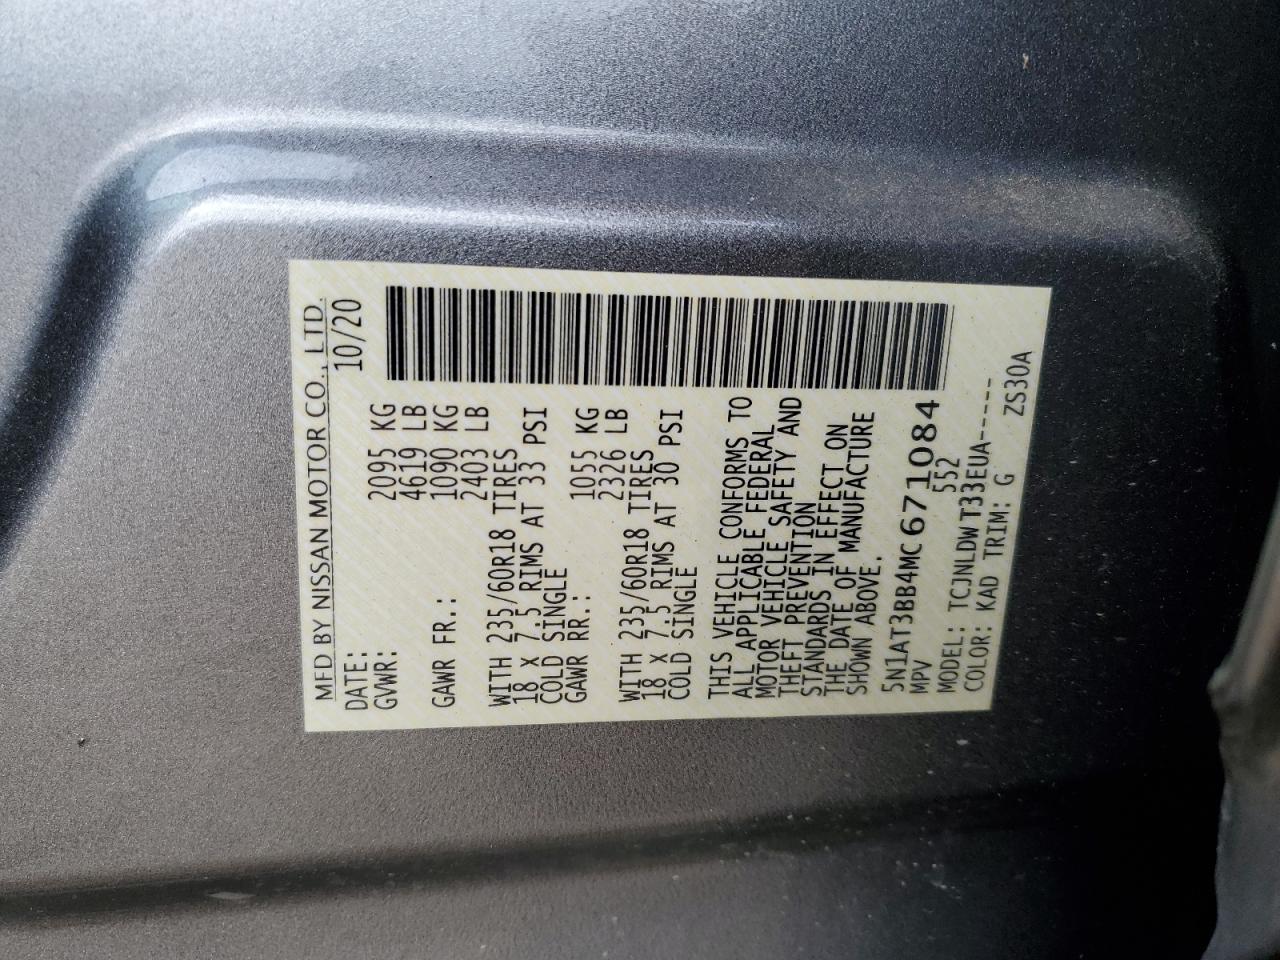 MFD BY NISSAN MOTOR CO., LTD.
DATE: 10/20
GVWR: 2095 KG
4619 LB
GAWR FR.: 1090 KG
2403 LB
WITH 235/60R18 TIRES
18 X 7.5 RIMS AT 33 PSI
COLD SINGLE
GAWR RR.: 1055 KG
2326 LB
WITH 235/60R18 TIRES
18 X 7.5 RIMS AT 30 PSI
COLD SINGLE
THIS VEHICLE CONFORMS TO
ALL APPLICABLE FEDERAL
MOTOR VEHICLE SAFETY AND
THEFT PREVENTION
STANDARDS IN EFFECT ON
THE DATE OF MANUFACTURE
SHOWN ABOVE.
5N1AT3BB4MC671084
MPV 552
MODEL: TCJNLDWT33EUA-----
COLOR: KAD TRIM: G ZS30A